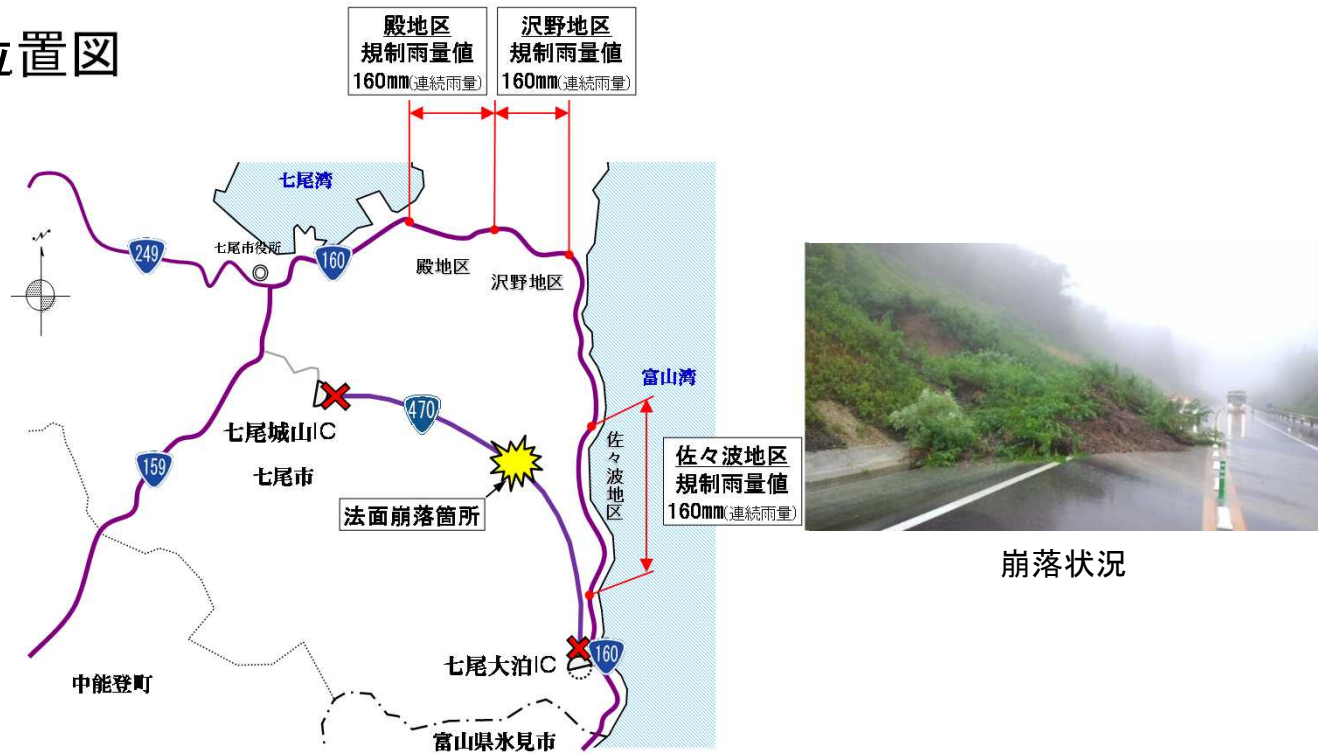 位置図
殿地区
規制雨量値
160mm(連続雨量)
沢野地区
規制雨量値
160mm(連続雨量)
七尾湾
N
249
七尾市役所
160
殿地区
沢野地区
富山湾
七尾城山IC
470
佐々波地区
佐々波地区
規制雨量値
160mm(連続雨量)
159
七尾市
法面崩落箇所
崩落状況
七尾大泊IC
160
中能登町
富山県氷見市